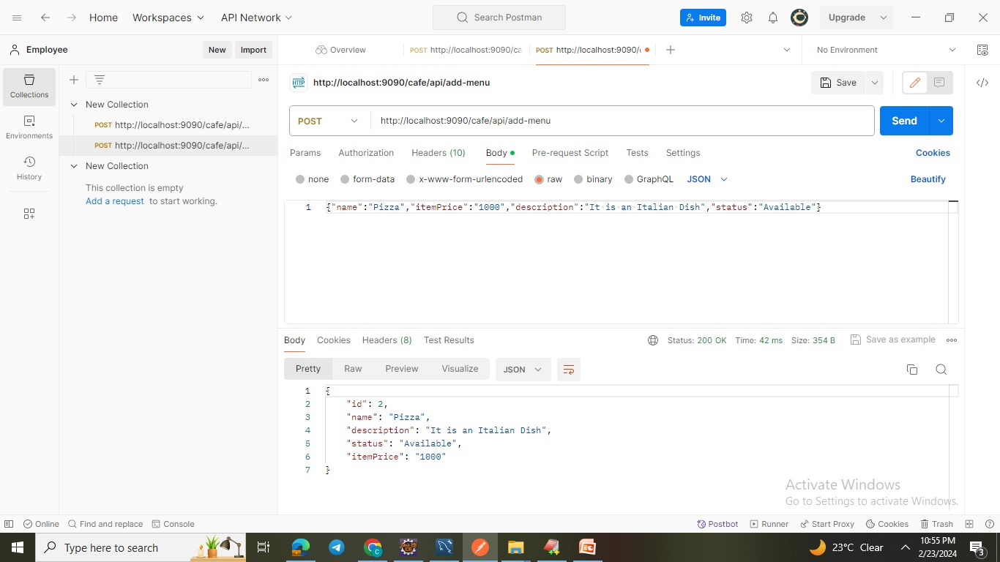 Home Workspaces API Network Search Postman Invite Upgrade
Employee New Import Overview POST http://localhost:9090/ca POST http://localhost:9090/ No Environment
Collections
Environments
History
New Collection
POST http://localhost:9090/cafe/api/...
POST http://localhost:9090/cafe/api/...
New Collection
This collection is empty
Add a request to start working.
HTTP http://localhost:9090/cafe/api/add-menu Save
POST http://localhost:9090/cafe/api/add-menu Send
Params Authorization Headers (10) Body Pre-request Script Tests Settings Cookies
none form-data x-www-form-urlencoded raw binary GraphQL JSON Beautify
1 {"name":"Pizza","itemPrice":"1000","description":"It is an Italian Dish","status":"Available"}
Body Cookies Headers (8) Test Results Status: 200 OK Time: 42 ms Size: 354 B Save as example
Pretty Raw Preview Visualize JSON
1 {
2 "id": 2,
3 "name": "Pizza",
4 "description": "It is an Italian Dish",
5 "status": "Available",
6 "itemPrice": "1000"
7 }
Activate Windows
Go to Settings to activate Windows.
Online Find and replace Console Postbot Runner Start Proxy Cookies Trash
Type here to search 23°C Clear 10:55 PM
2/23/2024
3